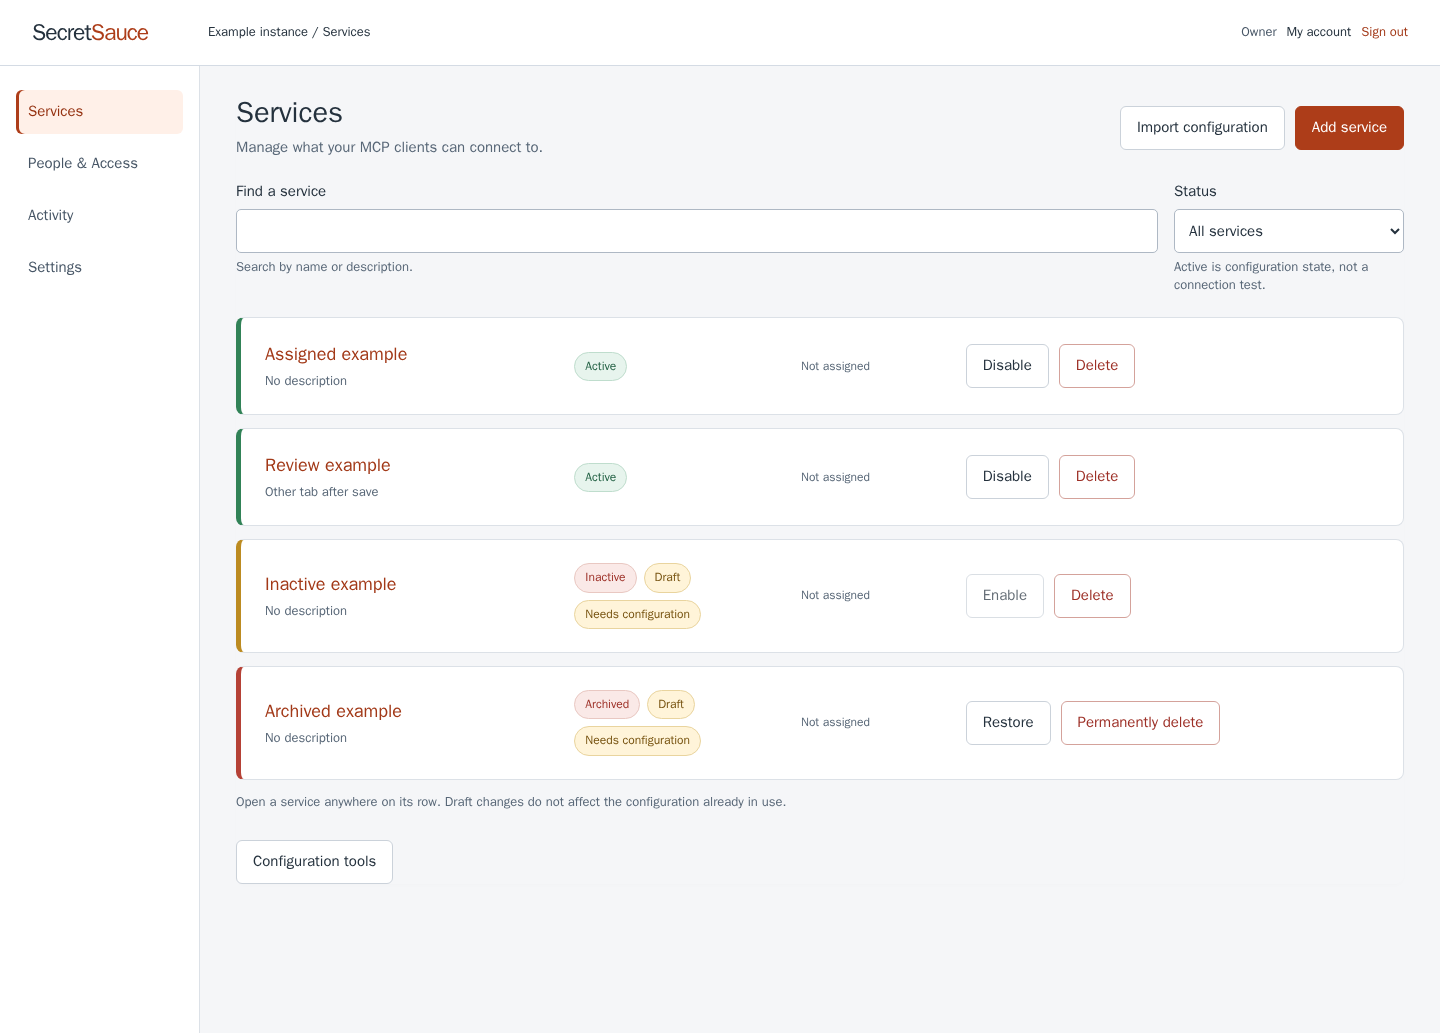 SecretSauce
Example instance / Services
Owner My account Sign out
Services
People & Access
Activity
Settings
Services
Manage what your MCP clients can connect to.
Import configuration
Add service
Find a service
Search by name or description.
Status
All services
Active is configuration state, not a
connection test.
Assigned example
No description
Active
Not assigned
Disable
Delete
Review example
Other tab after save
Active
Not assigned
Disable
Delete
Inactive example
No description
Inactive
Draft
Needs configuration
Not assigned
Enable
Delete
Archived example
No description
Archived
Draft
Needs configuration
Not assigned
Restore
Permanently delete
Open a service anywhere on its row. Draft changes do not affect the configuration already in use.
Configuration tools